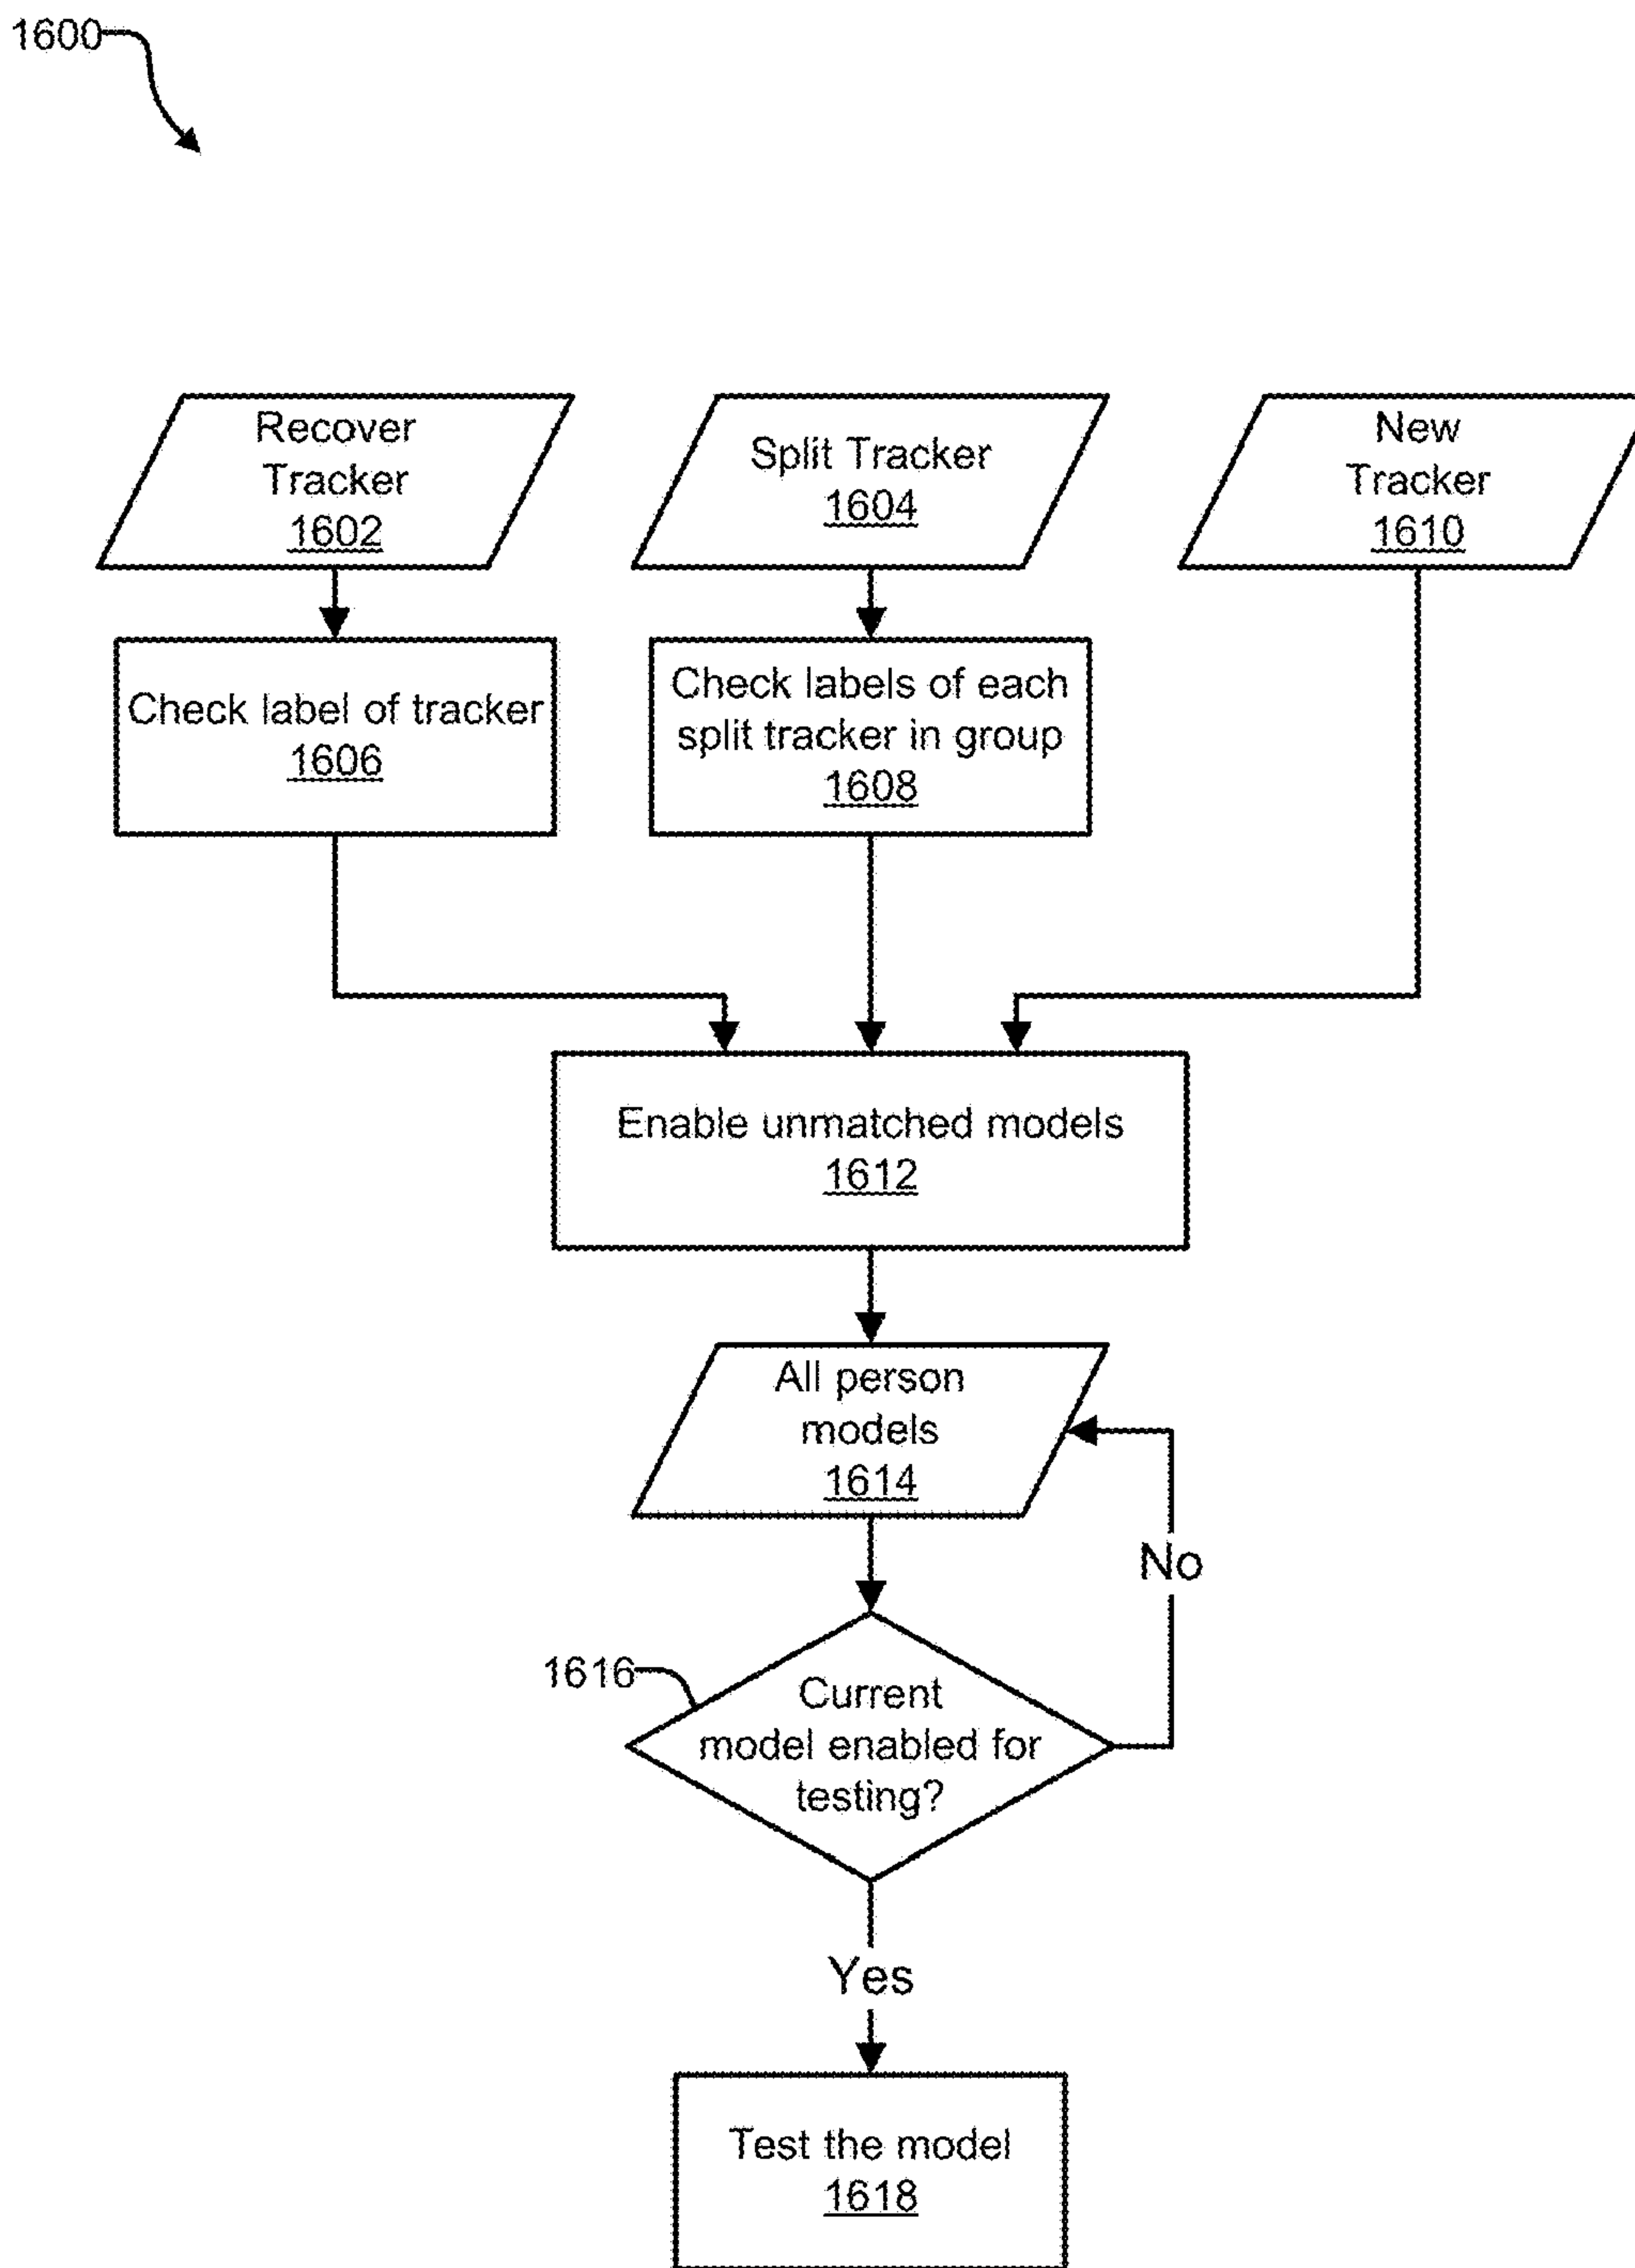 1600
Recover
Tracker
1602
Split Tracker
1604
New
Tracker
1610
Check label of tracker
1606
Check labels of each
split tracker in group
1608
Enable unmatched models
1612
All person
models
1614
No
1616
Current
model enabled for
testing?
Yes
Test the model
1618